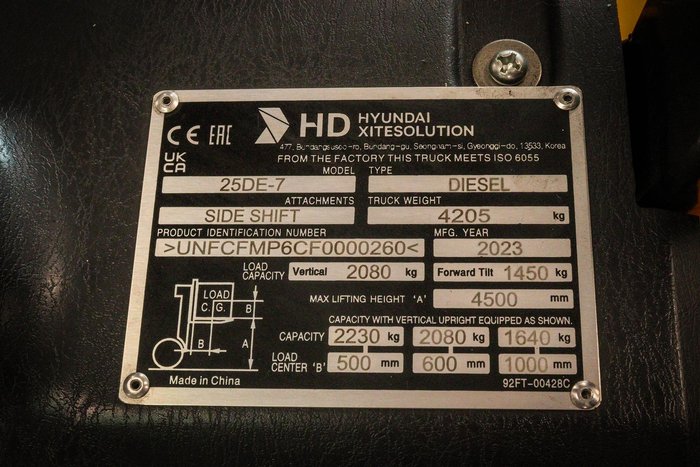 CE EAC HD HYUNDAI XITESOLUTION
UK CA
477, Bundangsuseo-ro, Bundang-gu, Seongnam-si, Gyeonggi-do, 13533, Korea
FROM THE FACTORY THIS TRUCK MEETS ISO 6055
MODEL TYPE
25DE-7 DIESEL
ATTACHMENTS TRUCK WEIGHT
SIDE SHIFT 4205 kg
PRODUCT IDENTIFICATION NUMBER MFG. YEAR
>UNFCFMP6CF0000260< 2023
LOAD CAPACITY Vertical 2080 kg Forward Tilt 1450 kg
MAX LIFTING HEIGHT 'A' 4500 mm
CAPACITY WITH VERTICAL UPRIGHT EQUIPPED AS SHOWN.
CAPACITY 2230 kg 2080 kg 1640 kg
LOAD CENTER 'B' 500 mm 600 mm 1000 mm
LOAD
C. G. B
B A
Made in China 92FT-00428C